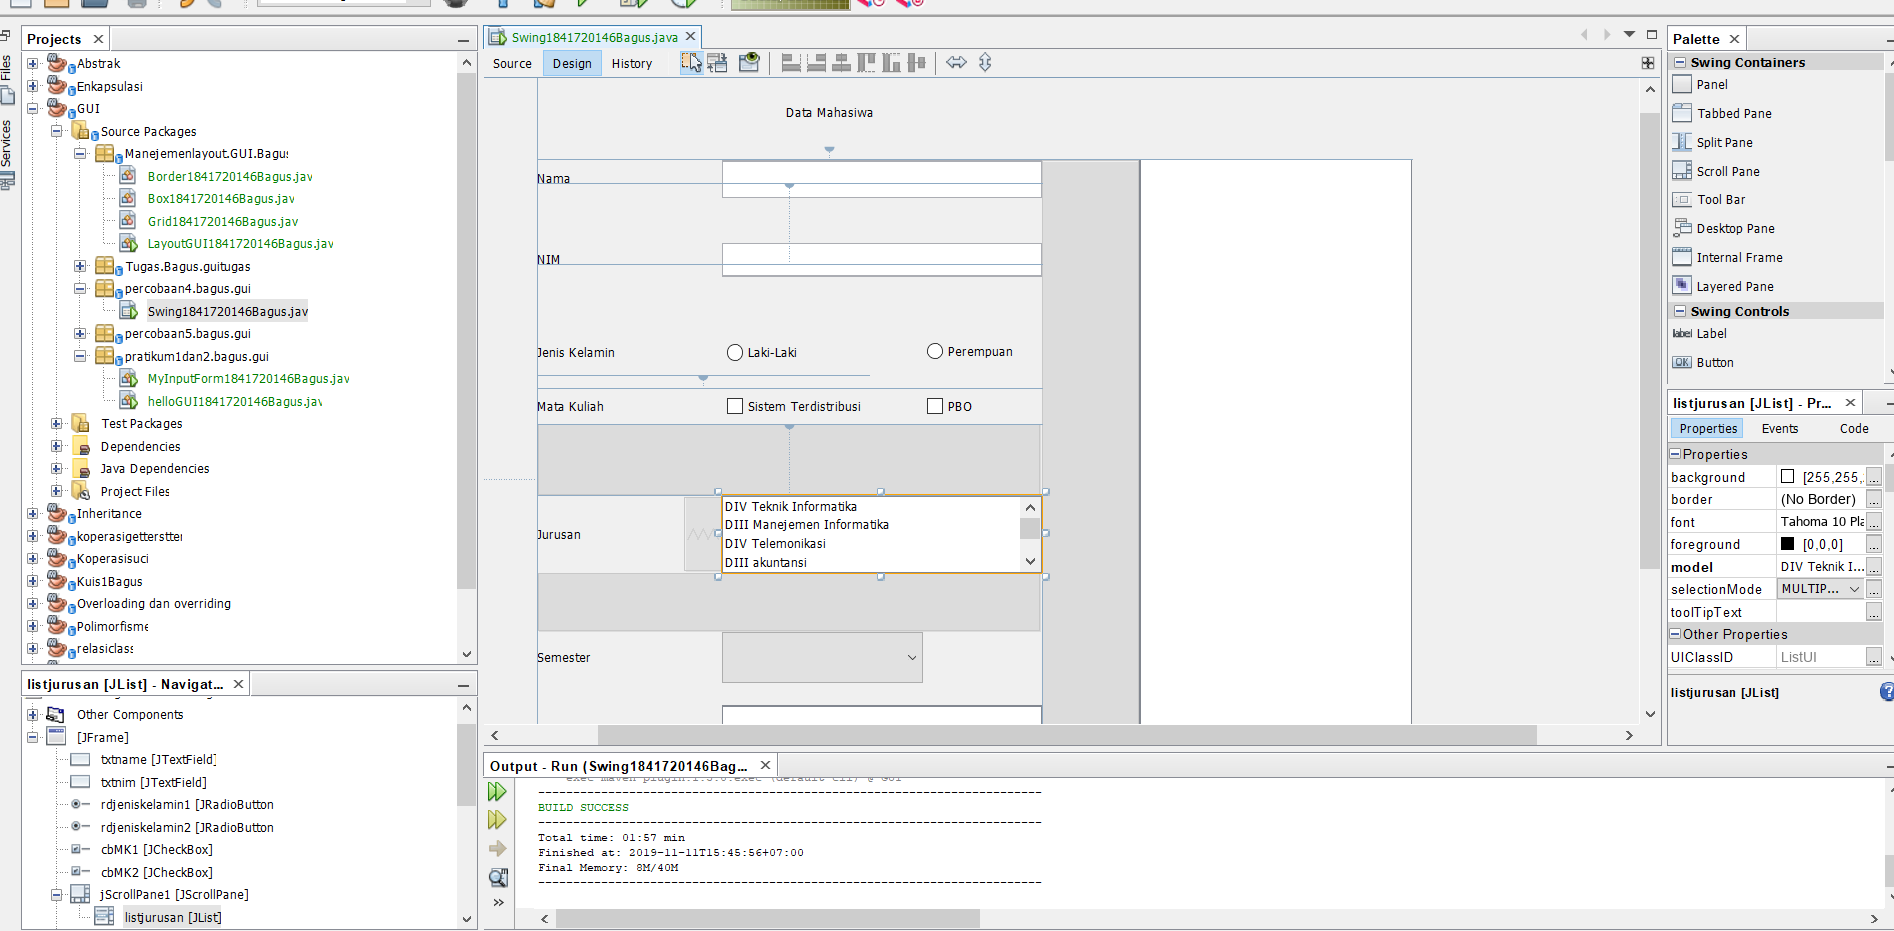 Files
Services
Projects
Abstrak
Enkapsulasi
GUI
Source Packages
Manejemenlayout.GUI.Bagus
Border1841720146Bagus.jav
Box1841720146Bagus.jav
Grid1841720146Bagus.jav
LayoutGUI1841720146Bagus.jav
Tugas.Bagus.guitugas
percobaan4.bagus.gui
Swing1841720146Bagus.jav
percobaan5.bagus.gui
pratikum1dan2.bagus.gui
MyInputForm1841720146Bagus.jav
helloGUI1841720146Bagus.jav
Test Packages
Dependencies
Java Dependencies
Project Files
Inheritance
koperasigettersttei
Koperasisuci
Kuis1Bagus
Overloading dan overriding
Polimorfisme
relasiclass
listjurusan [JList] - Navigat...
Other Components
[JFrame]
txtname [JTextField]
txtnim [JTextField]
rdjeniskelamin1 [JRadioButton
rdjeniskelamin2 [JRadioButton
cbMK1 [JCheckBox]
cbMK2 [JCheckBox]
jScrollPane1 [JScrollPane]
listjurusan [JList]
Swing1841720146Bagus.java
Source Design History
Data Mahasiwa
Nama
NIM
Jenis Kelamin Laki-Laki Perempuan
Mata Kuliah Sistem Terdistribusi PBO
DIV Teknik Informatika
DIII Manejemen Informatika
Jurusan
DIV Telemonikasi
DIII akuntansi
Semester
Output - Run (Swing1841720146Bag...
BUILD SUCCESS
Total time: 01:57 min
Finished at: 2019-11-11T15:45:56+07:00
Final Memory: 8M/40M
Palette
Swing Containers
Panel
Tabbed Pane
Split Pane
Scroll Pane
Tool Bar
Desktop Pane
Internal Frame
Layered Pane
Swing Controls
label Label
OK Button
listjurusan [JList] - Pr...
Properties Events Code
Properties
background [255,255,
border (No Border) ...
font Tahoma 10 Pla ...
foreground [0,0,0] ...
model DIV Teknik I... ...
selectionMode MULTIP... ...
toolTipText ...
Other Properties
UIClassID ListUI ...
listjurusan [JList]